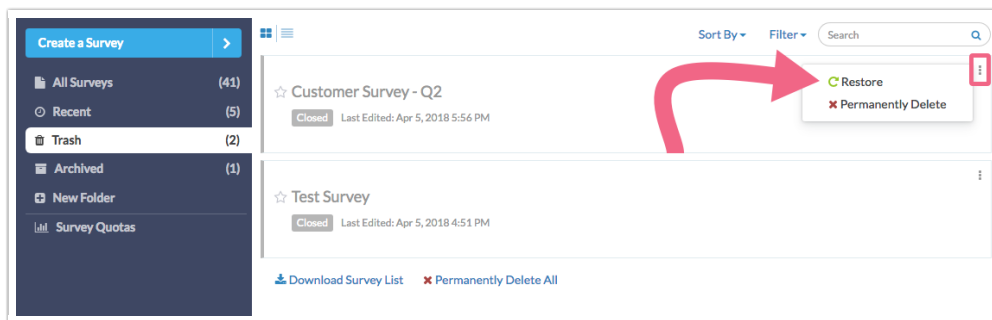 Create a Survey
All Surveys (41)
Recent (5)
Trash (2)
Archived (1)
New Folder
Survey Quotas
Sort By Filter Search
Restore
Permanently Delete
Customer Survey - Q2
Closed Last Edited: Apr 5, 2018 5:56 PM
Test Survey
Closed Last Edited: Apr 5, 2018 4:51 PM
Download Survey List Permanently Delete All